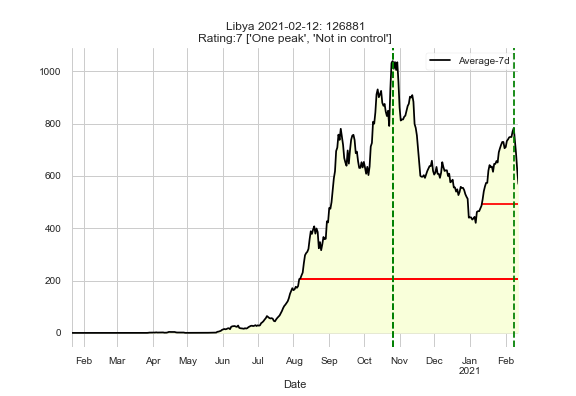 Libya 2021-02-12: 126881
Rating:7 ['One peak', 'Not in control']
Average-7d
1000
800
600
400
200
0
Feb Mar Apr May Jun Jul Aug Sep Oct Nov Dec Jan Feb
2021
Date